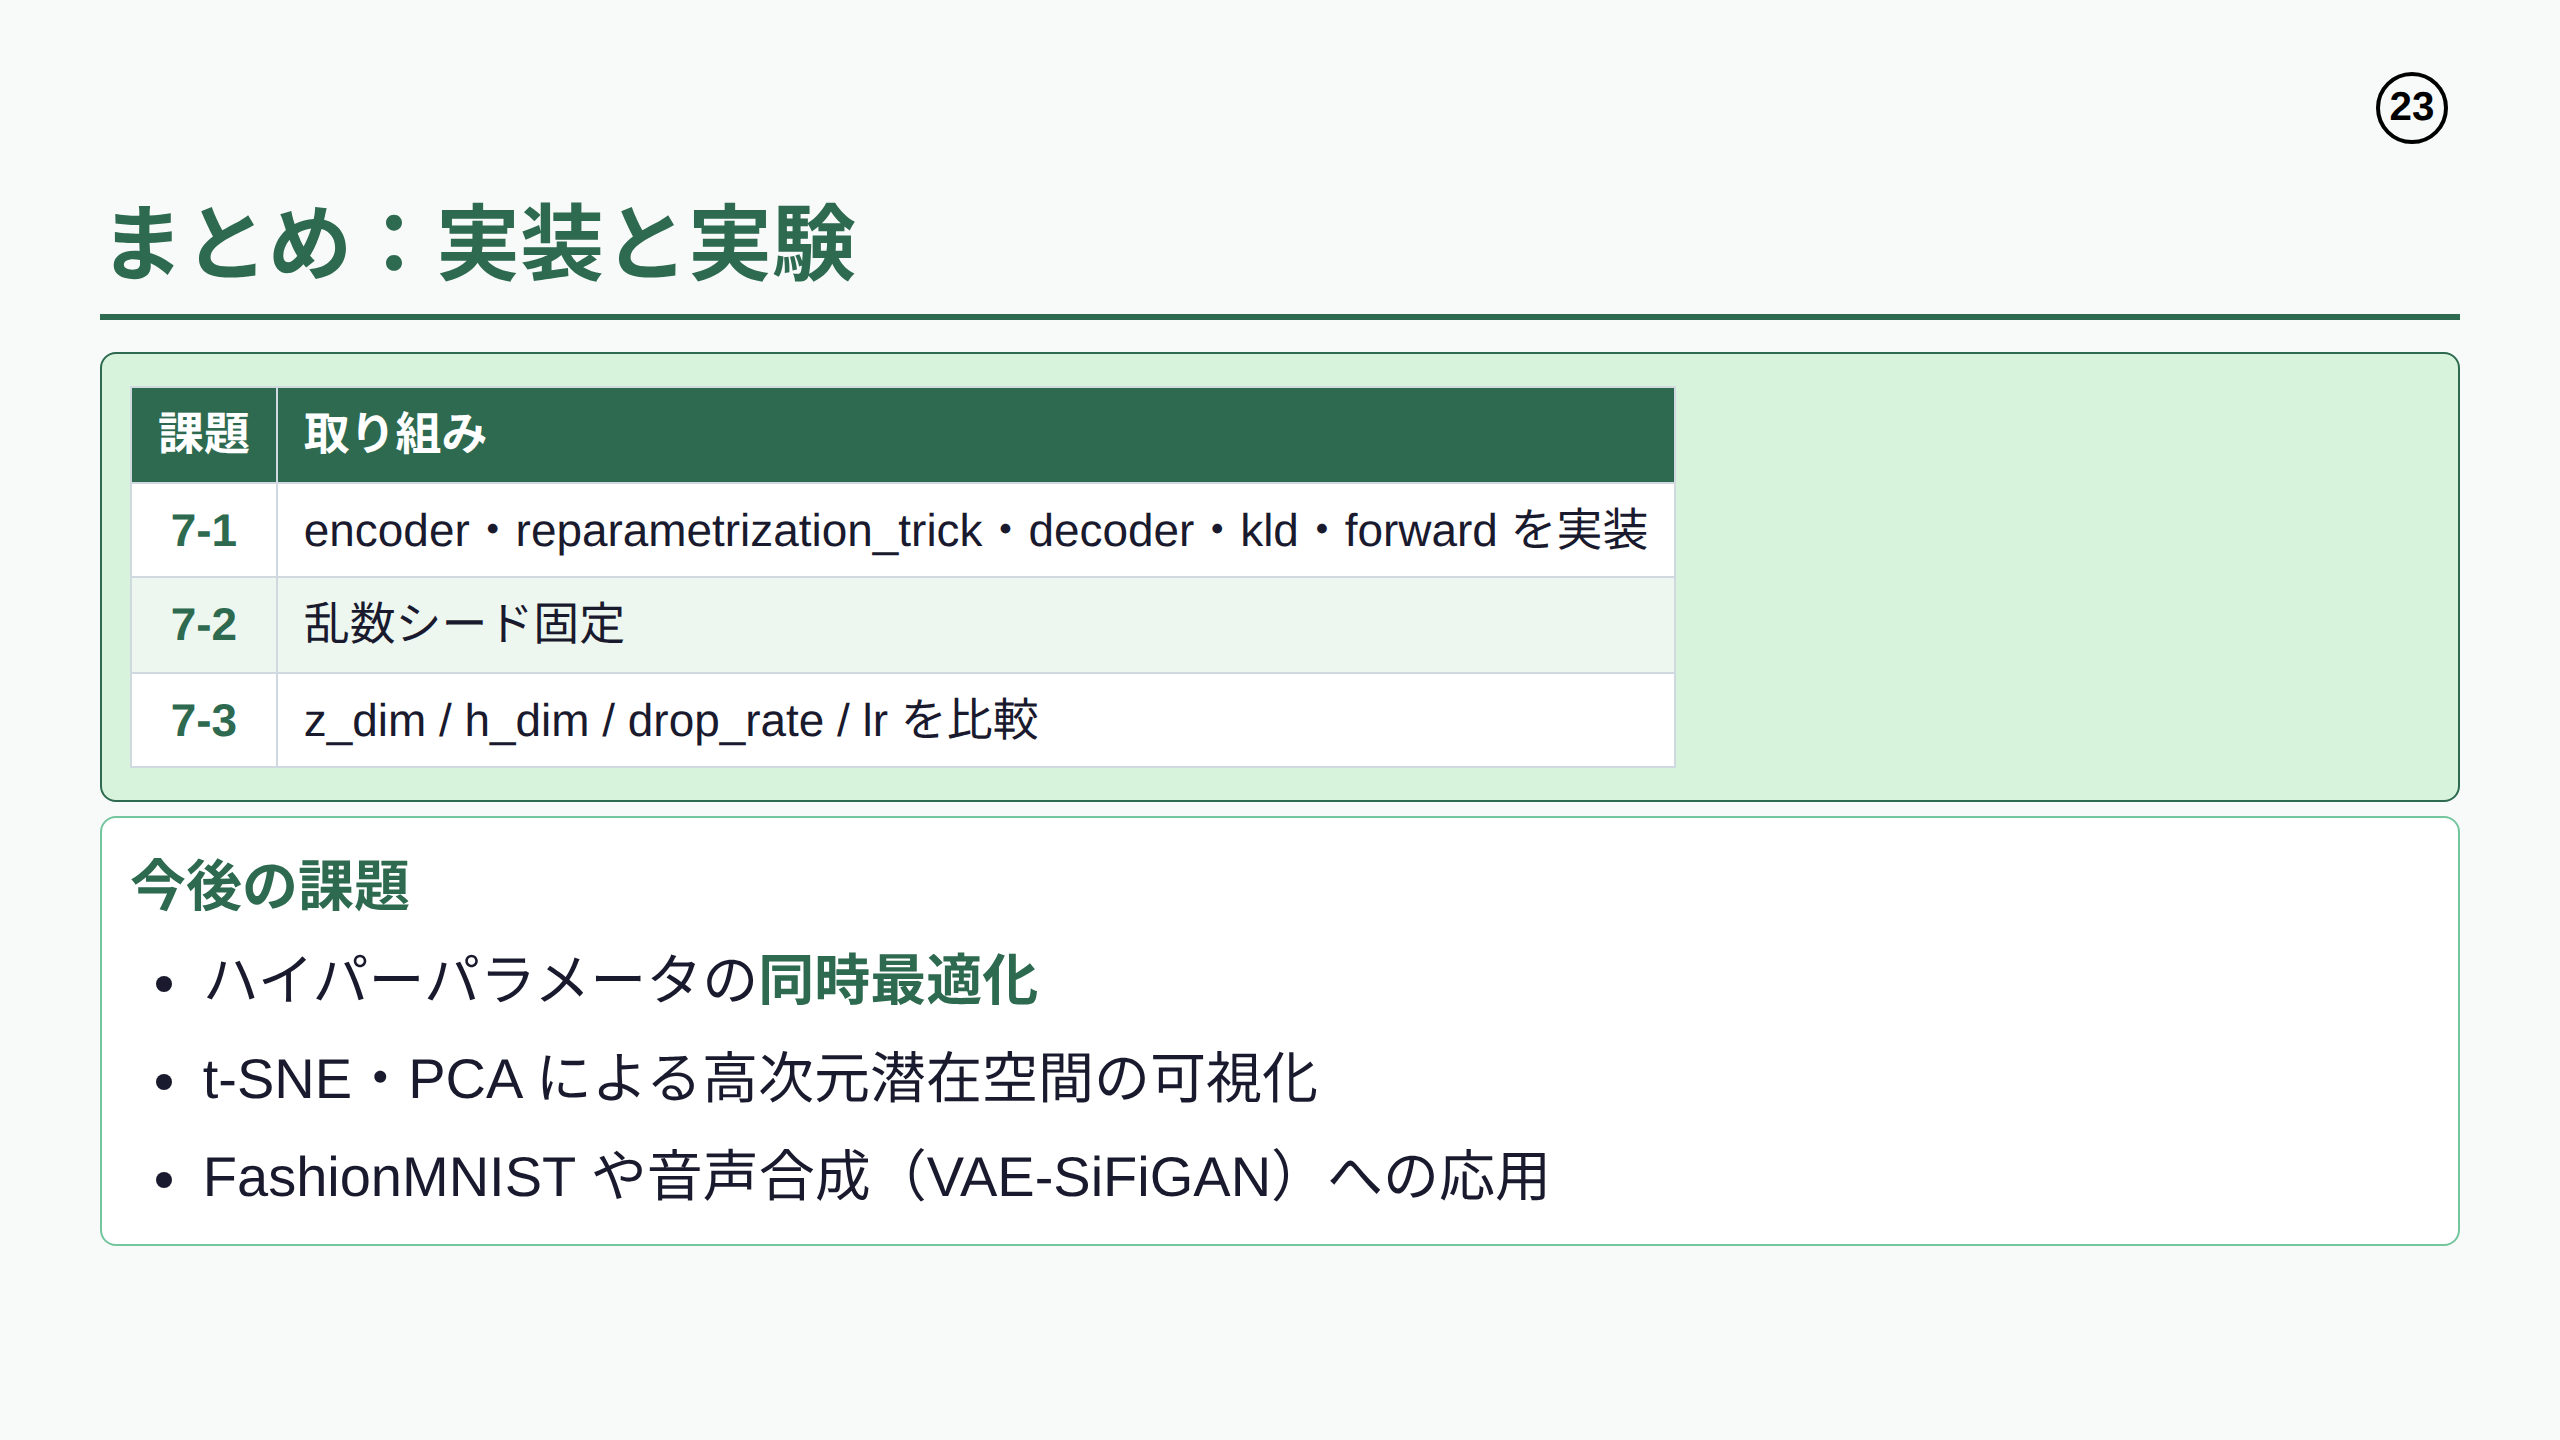 23
まとめ：実装と実験
課題 取り組み
7-1 encoder・reparametrization_trick・decoder・kld・forward を実装
7-2 乱数シード固定
7-3 z_dim / h_dim / drop_rate / lr を比較
今後の課題
• ハイパーパラメータの同時最適化
• t-SNE・PCA による高次元潜在空間の可視化
• FashionMNIST や音声合成（VAE-SiFiGAN）への応用